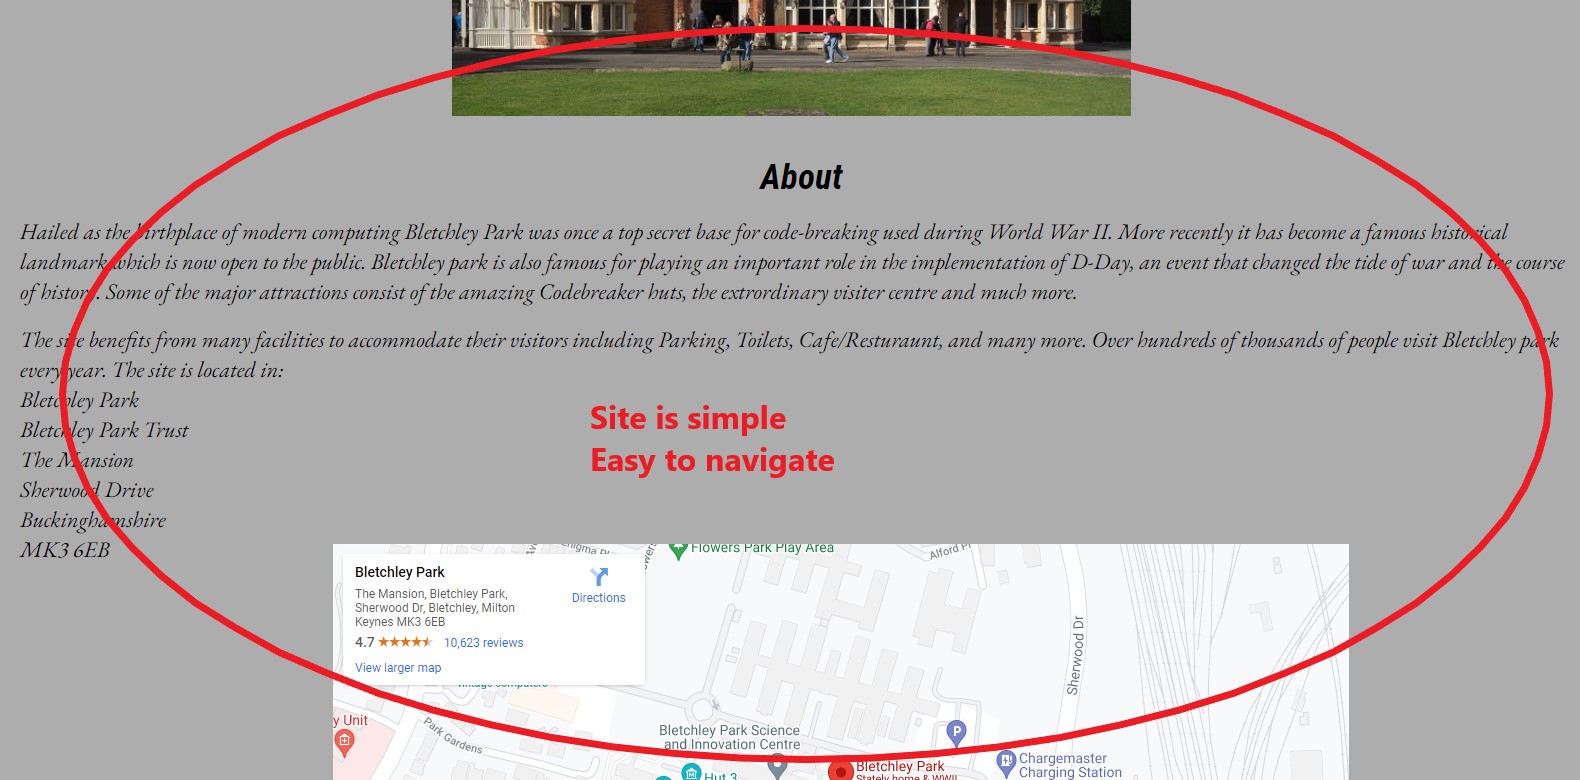 About
Hailed as the birthplace of modern computing Bletchley Park was once a top secret base for code-breaking used during World War II. More recently it has become a famous historical
landmark which is now open to the public. Bletchley park is also famous for playing an important role in the implementation of D-Day, an event that changed the tide of war and the course
of history. Some of the major attractions consist of the amazing Codebreaker huts, the extrordinary visiter centre and much more.
The site benefits from many facilities to accommodate their visitors including Parking, Toilets, Cafe/Resturaunt, and many more. Over hundreds of thousands of people visit Bletchley park
every year. The site is located in:
Bletchley Park
Bletchley Park Trust
The Mansion
Sherwood Drive
Buckinghamshire
MK3 6EB
Site is simple
Easy to navigate
Bletchley Park
The Mansion, Bletchley Park,
Sherwood Dr, Bletchley, Milton
Keynes MK3 6EB
4.7
10,623 reviews
View larger map
Directions
Enigma Pl
Flowers Park Play Area
Alford Pl
Sherwood Dr
vintage computers
y Unit
Park Gardens
Bletchley Park Science
and Innovation Centre
Hut 3
P
Bletchley Park
Stately home & WWII
Chargemaster
Charging Station